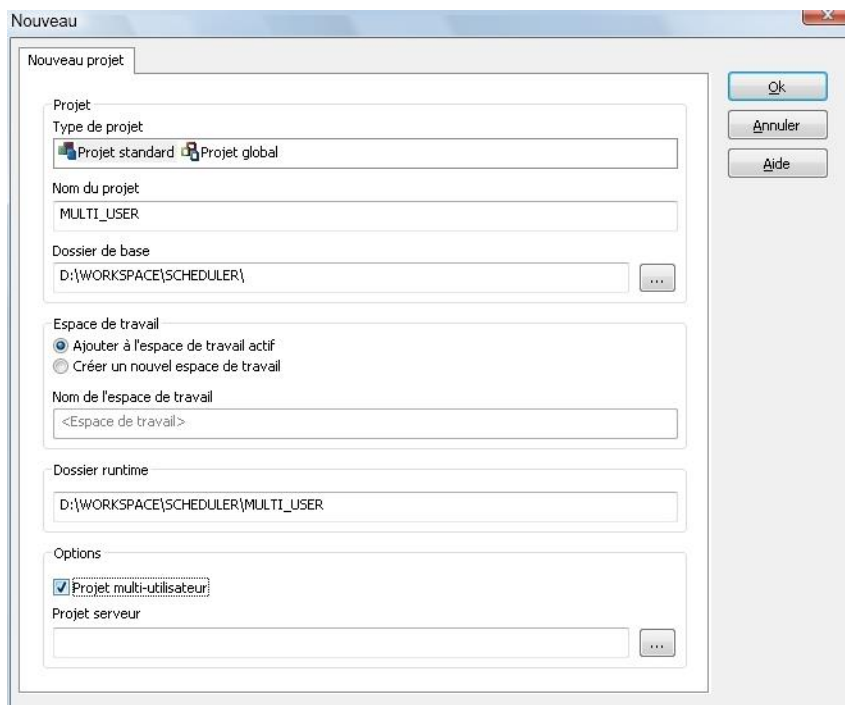 Nouveau
Nouveau projet
Ok
Annuler
Aide
Projet
Type de projet
Projet standard Projet global
Nom du projet
MULTI_USER
Dossier de base
D:\WORKSPACE\SCHEDULER\
...
Espace de travail
Ajouter à l'espace de travail actif
Créer un nouvel espace de travail
Nom de l'espace de travail
<Espace de travail>
Dossier runtime
D:\WORKSPACE\SCHEDULER\MULTI_USER
Options
Projet multi-utilisateur
Projet serveur
...